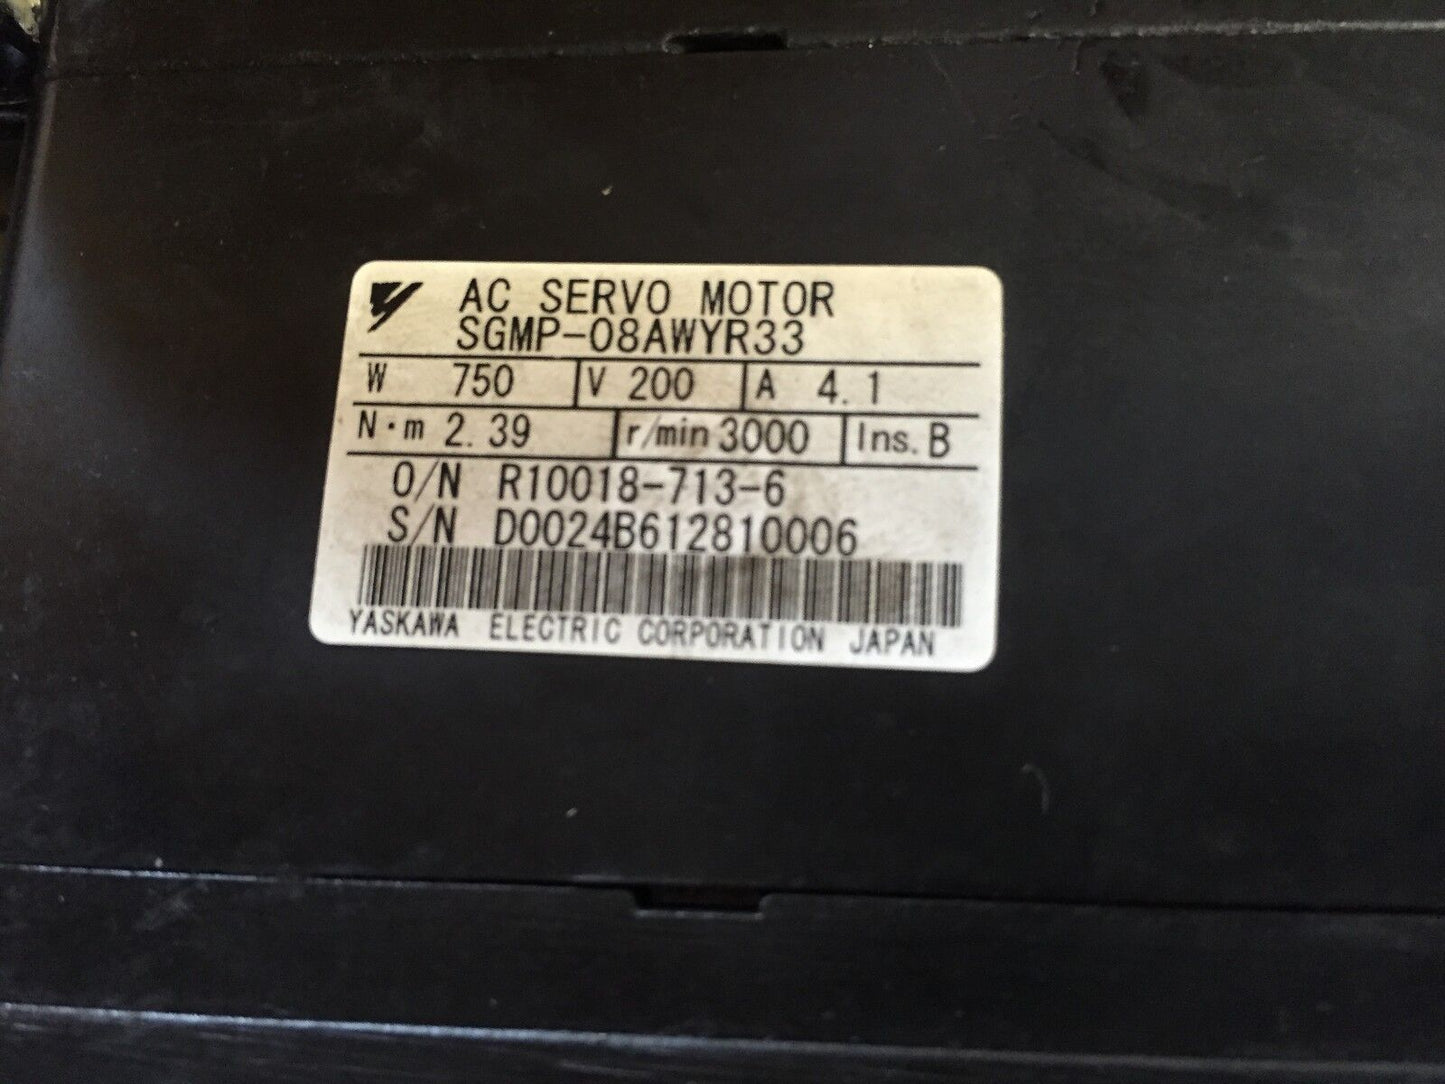 AC SERVO MOTOR
SGMP-08AWYR33
W 750 V 200 A 4.1
N·m 2.39 r/min 3000 Ins. B
O/N R10018-713-6
S/N D0024B612810006
YASKAWA ELECTRIC CORPORATION JAPAN